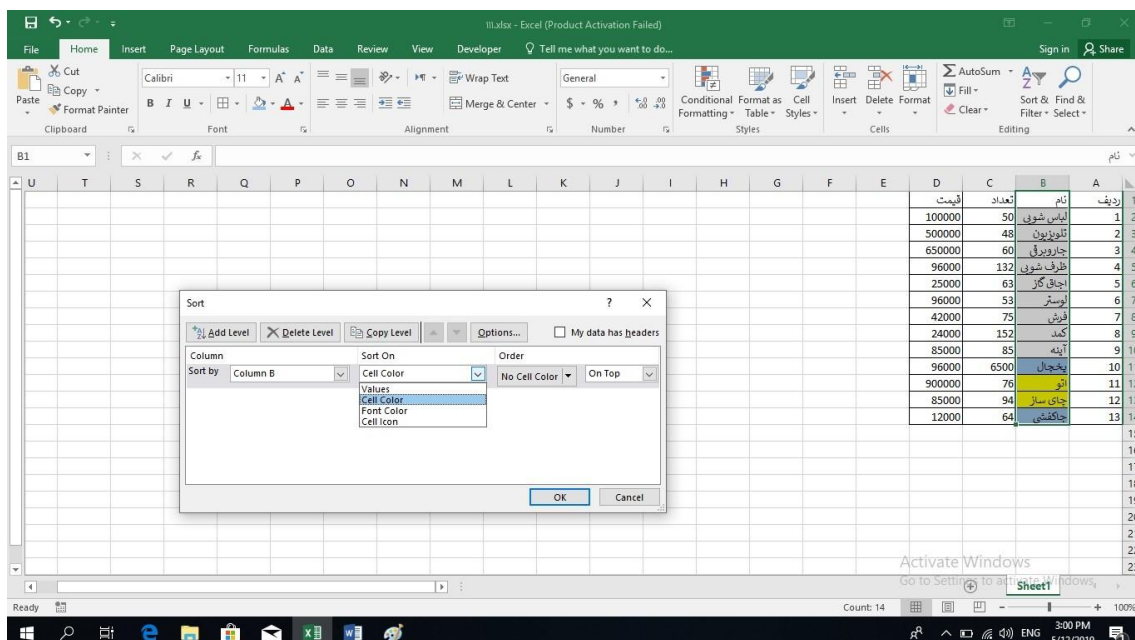 111.xlsx - Excel (Product Activation Failed)
File Home Insert Page Layout Formulas Data Review View Developer Tell me what you want to do... Sign in Share
Cut
Copy
Format Painter
Paste
Clipboard
Calibri 11
B I U
Font
Wrap Text
Merge & Center
Alignment
General
$ % ,
Number
Conditional Formatting
Format as Table
Cell Styles
Styles
Insert Delete Format
Cells
AutoSum
Fill
Clear
Sort & Filter
Find & Select
Editing
B1 fx نام
U T S R Q P O N M L K J I H G F E D C B A
ردیف نام تعداد قیمت
1 لباس شویی 50 100000
2 تلویزیون 48 500000
3 جاروبرقی 60 650000
4 ظرف شویی 132 96000
5 اجاق گاز 63 25000
6 لوستر 53 96000
7 فرش 75 42000
8 کمد 152 24000
9 آینه 85 85000
10 یخچال 6500 96000
11 اتو 76 900000
12 چای ساز 94 85000
13 جاکفشی 64 12000
Sort ? ×
Add Level Delete Level Copy Level Options... My data has headers
Column Sort On Order
Sort by Column B Cell Color No Cell Color On Top
Values
Cell Color
Font Color
Cell Icon
OK Cancel
Activate Windows
Go to Settings to activate Windows.
Sheet1
Ready Count: 14 100%
ENG 3:00 PM
5/12/2019